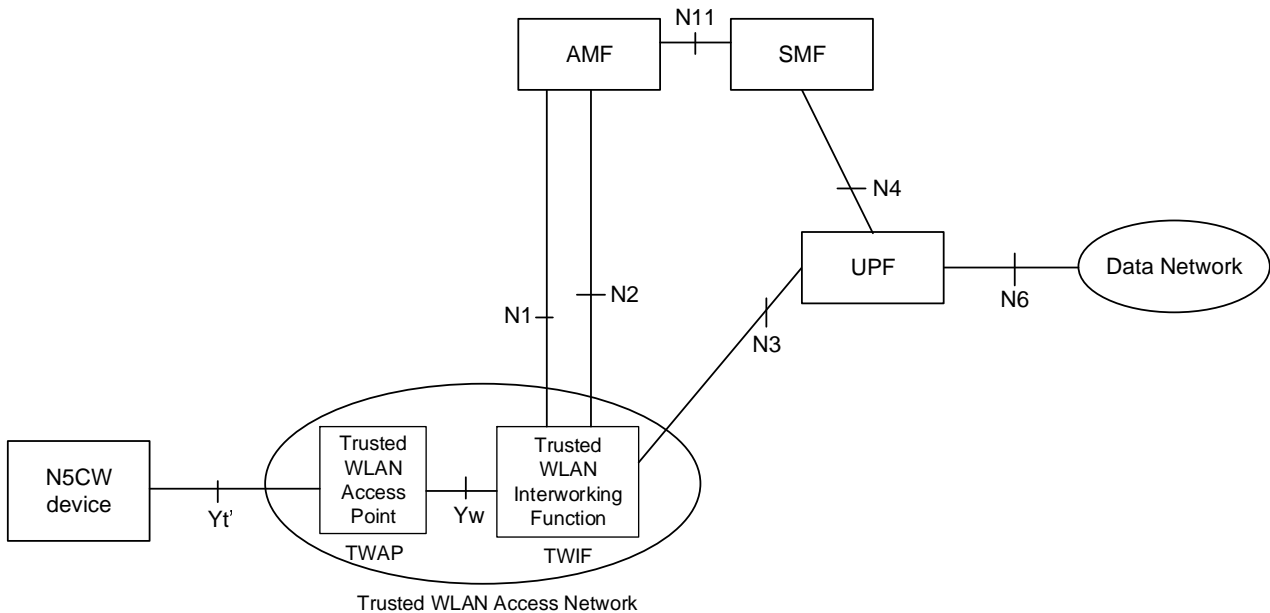 N11
AMF
SMF
N4
UPF
Data Network
N6
N2
N1
N3
N5CW
device
Yt’
Trusted
WLAN
Access
Point
Yw
Trusted
WLAN
Interworking
Function
TWAP
TWIF
Trusted WLAN Access Network